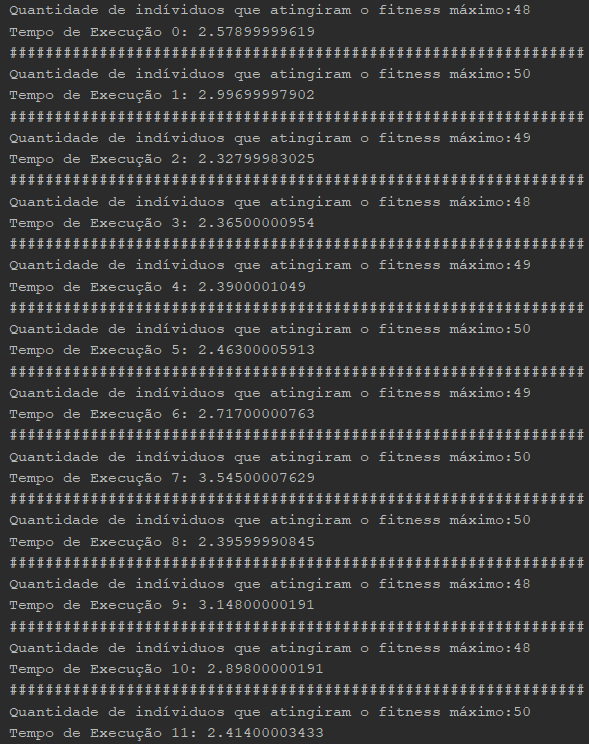 Quantidade de indíviduos que atingiram o fitness máximo:48
Tempo de Execução 0: 2.57899999619
################################################################
Quantidade de indíviduos que atingiram o fitness máximo:50
Tempo de Execução 1: 2.99699997902
################################################################
Quantidade de indíviduos que atingiram o fitness máximo:49
Tempo de Execução 2: 2.32799983025
################################################################
Quantidade de indíviduos que atingiram o fitness máximo:48
Tempo de Execução 3: 2.36500000954
################################################################
Quantidade de indíviduos que atingiram o fitness máximo:49
Tempo de Execução 4: 2.3900001049
################################################################
Quantidade de indíviduos que atingiram o fitness máximo:50
Tempo de Execução 5: 2.46300005913
################################################################
Quantidade de indíviduos que atingiram o fitness máximo:49
Tempo de Execução 6: 2.71700000763
################################################################
Quantidade de indíviduos que atingiram o fitness máximo:50
Tempo de Execução 7: 3.54500007629
################################################################
Quantidade de indíviduos que atingiram o fitness máximo:50
Tempo de Execução 8: 2.39599990845
################################################################
Quantidade de indíviduos que atingiram o fitness máximo:48
Tempo de Execução 9: 3.14800000191
################################################################
Quantidade de indíviduos que atingiram o fitness máximo:48
Tempo de Execução 10: 2.89800000191
################################################################
Quantidade de indíviduos que atingiram o fitness máximo:50
Tempo de Execução 11: 2.41400003433